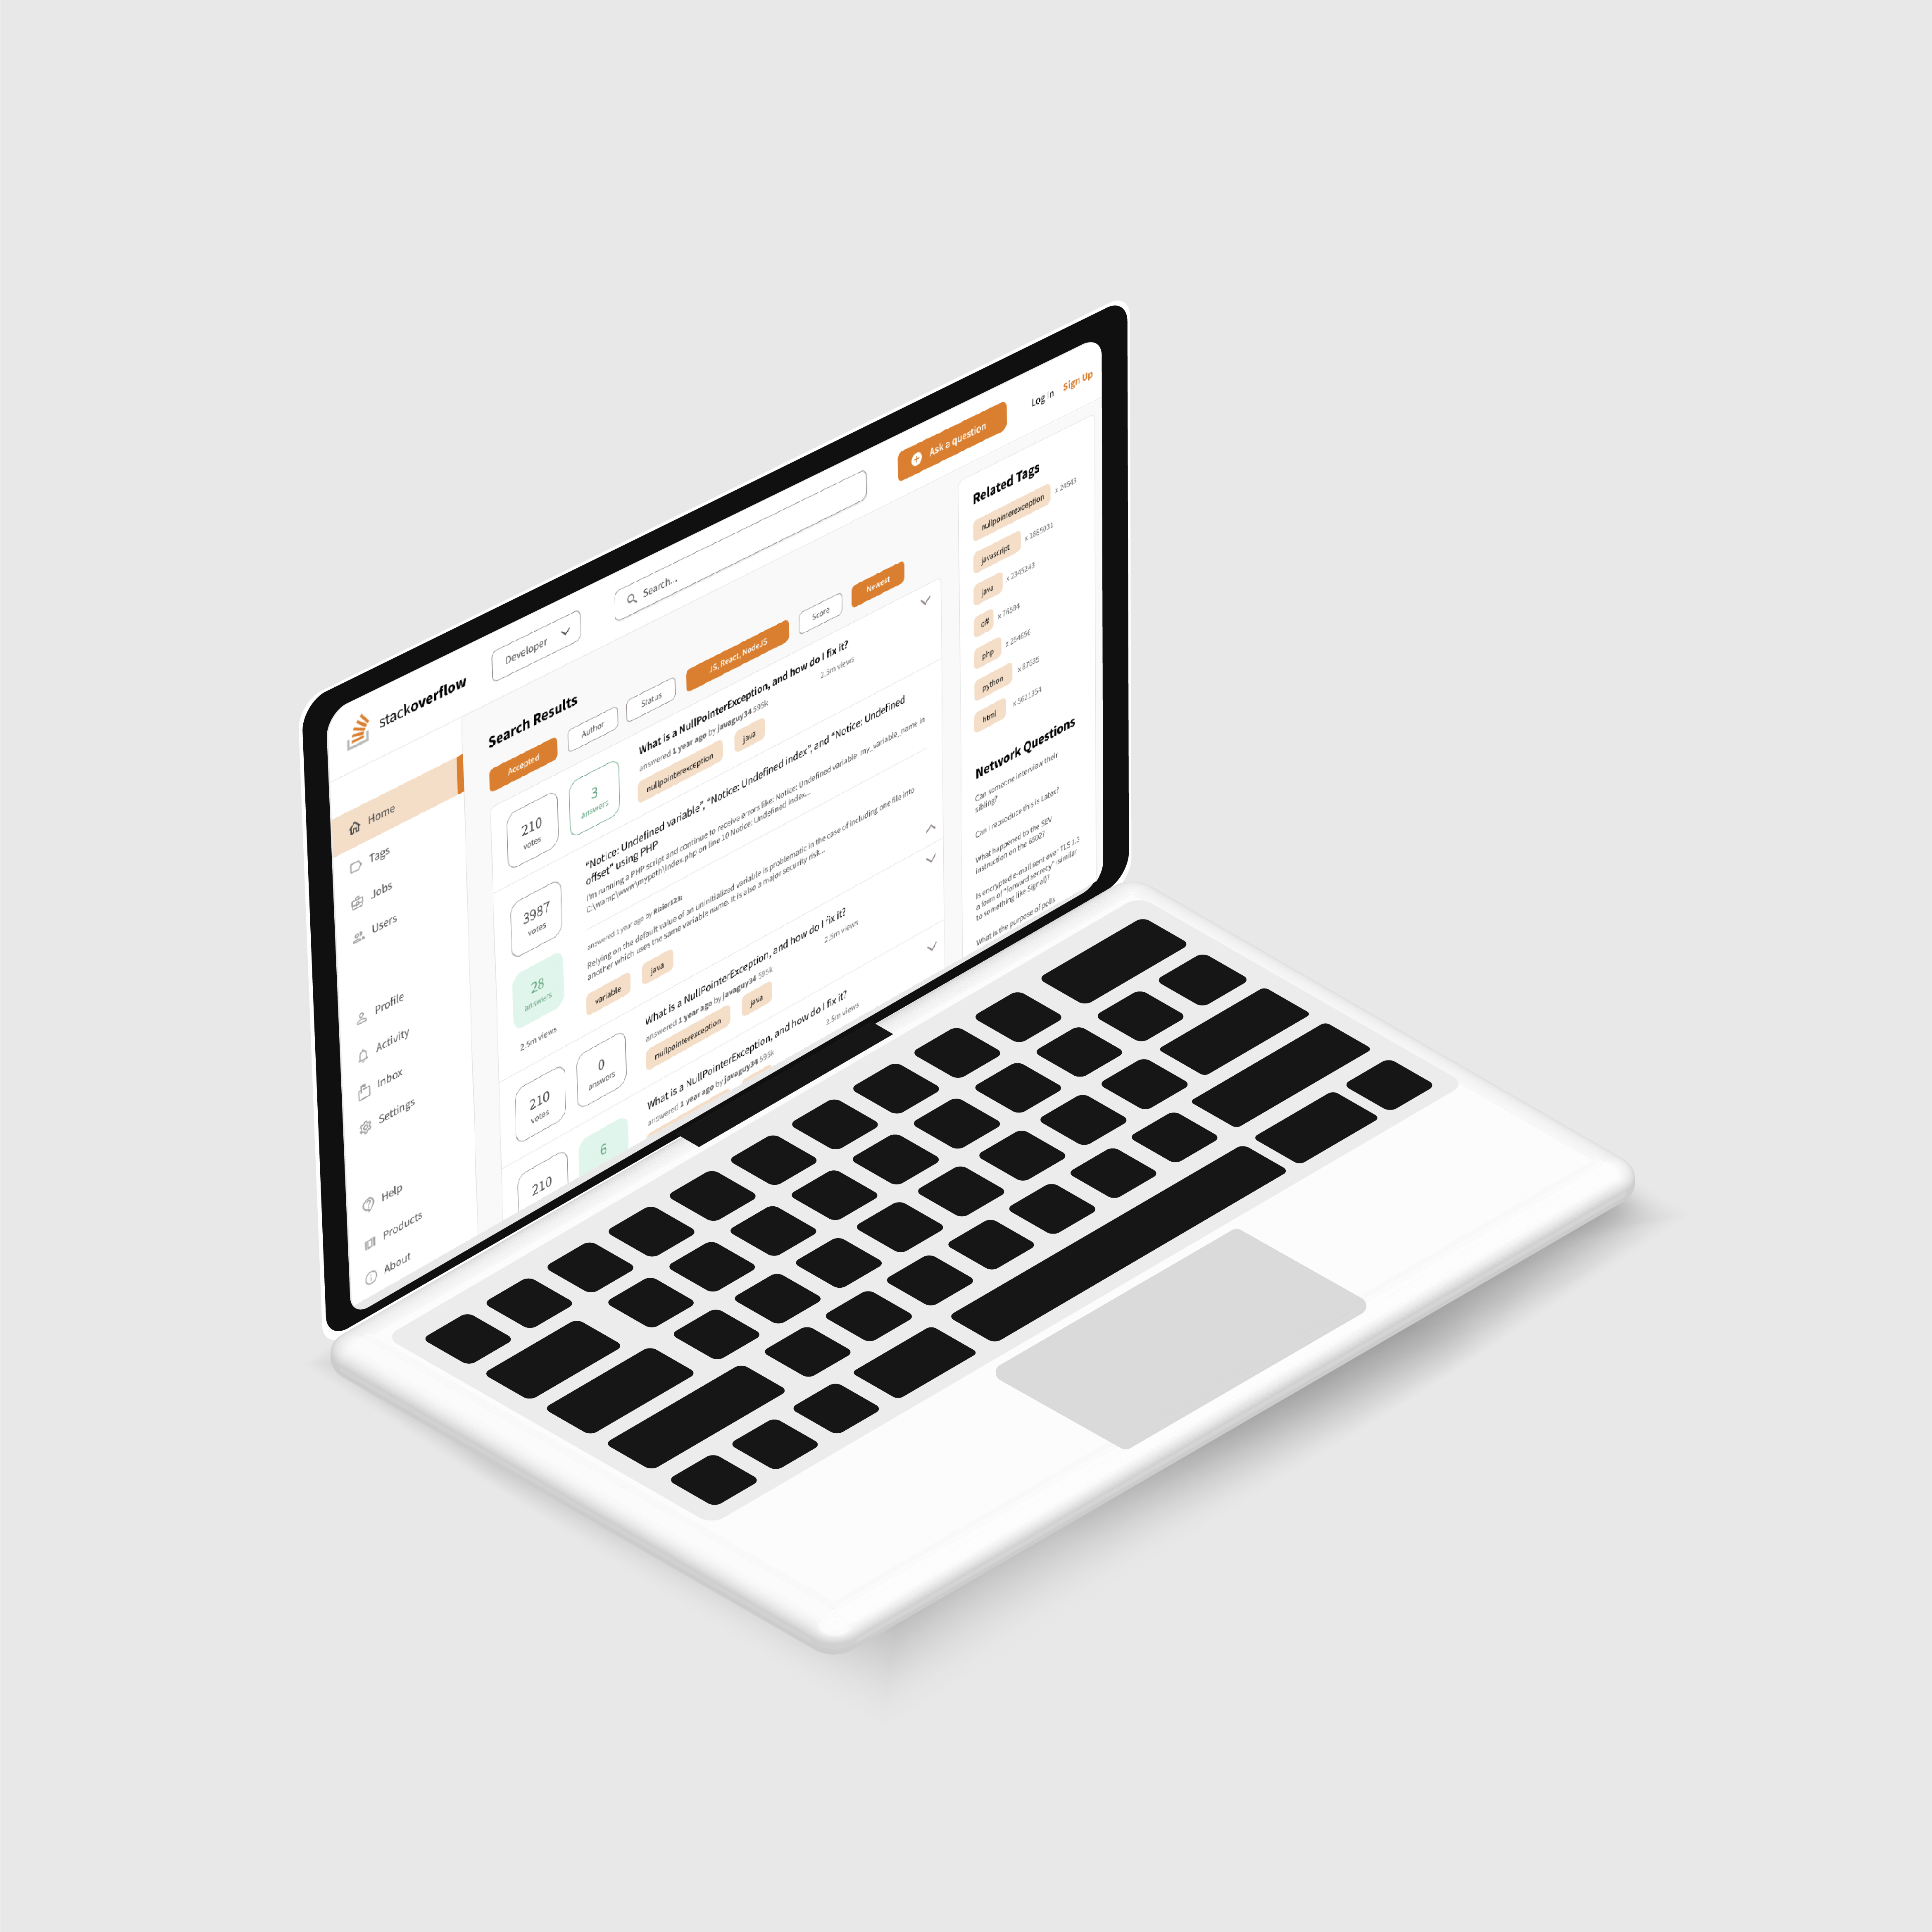 stackoverflow
Developer
Search...
Ask a question
Log In
Sign Up
Home
Tags
Jobs
Users
Profile
Activity
Inbox
Settings
Help
Products
About
Search Results
Accepted
Author
Status
JS, React, NodeJS
Score
Newest
210
votes
3
answers
What is a NullPointerException, and how do I fix it?
answered 1 year ago by javaguy34 595k
2.5m views
nullpointerexception
java
3987
votes
28
answers
2.5m views
"Notice: Undefined variable", "Notice: Undefined index", and "Notice: Undefined
offset" using PHP
I'm running a PHP script and continue to receive errors like: Notice: Undefined variable: my_variable_name in
C:\wamp\www\mypath\index.php on line 10 Notice: Undefined index...
answered 1 year ago by Rizier123:
Relying on the default value of an uninitialized variable is problematic in the case of including one file into
another which uses the same variable name. It is also a major security risk...
variable
java
210
votes
0
answers
What is a NullPointerException, and how do I fix it?
answered 1 year ago by javaguy34 595k
2.5m views
nullpointerexception
java
210
6
What is a NullPointerException, and how do I fix it?
answered 1 year ago by javaguy34 595k
2.5m views
Related Tags
nullpointerexception x 24543
javascript x 1885031
java x 2345243
c# x 76584
php x 254656
python x 87635
html x 5621354
Network Questions
Can someone interview their
sibling?
Can I reproduce this is Latex?
What happened to the SEV
instruction on the 6502?
Is encrypted e-mail sent over TLS 1.3
a form of "forward secrecy" (similar
to something like Signal)?
What is the purpose of polls